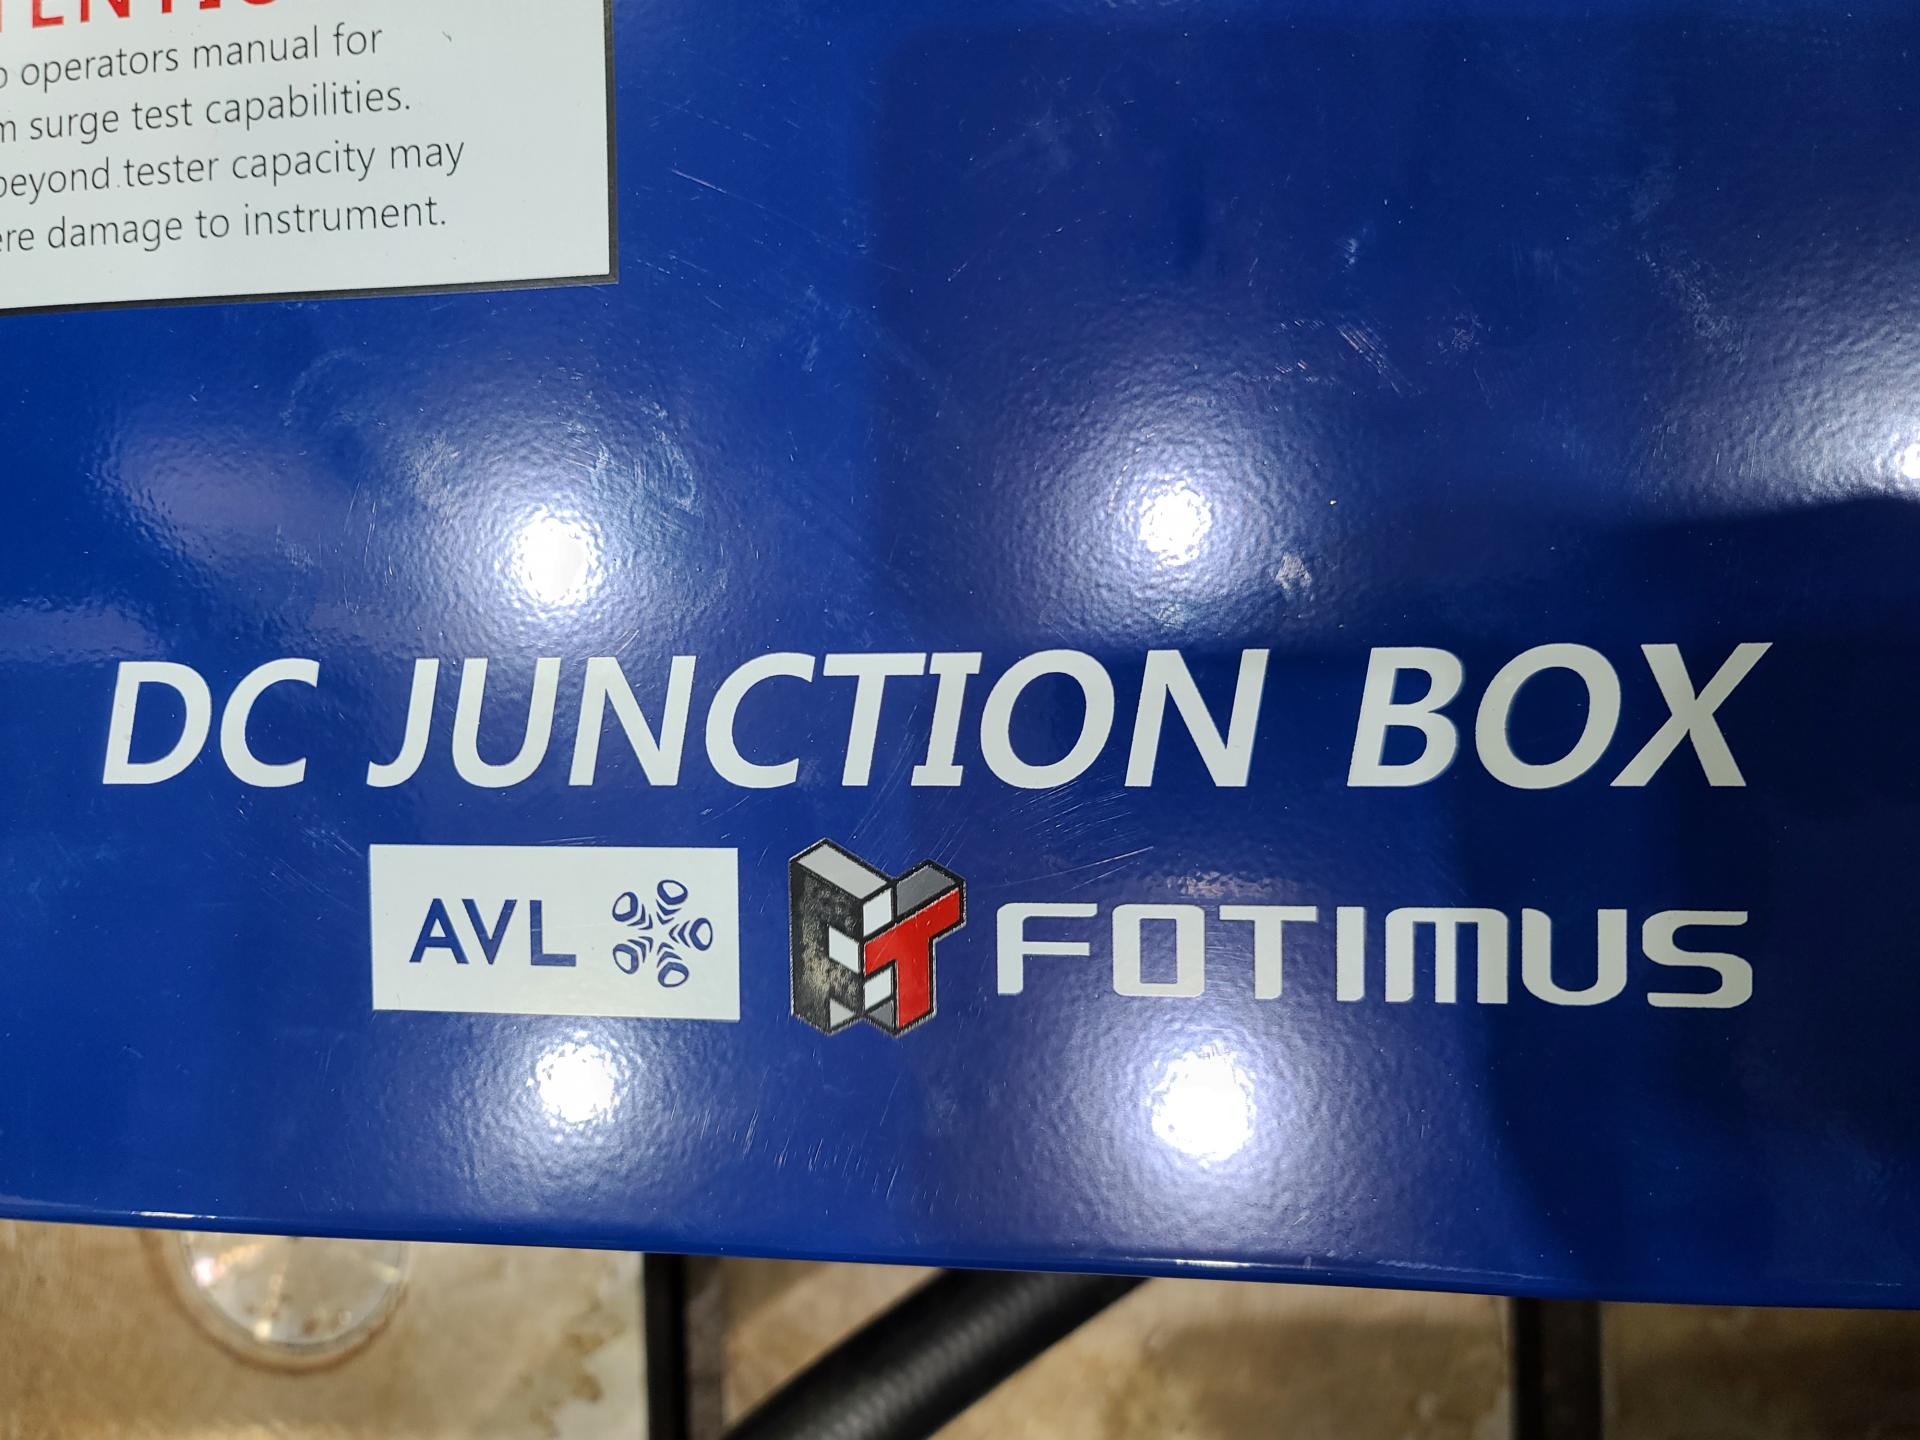 operators manual for
surge test capabilities.
beyond tester capacity may
damage to instrument.
DC JUNCTION BOX
AVL FOTIMUS